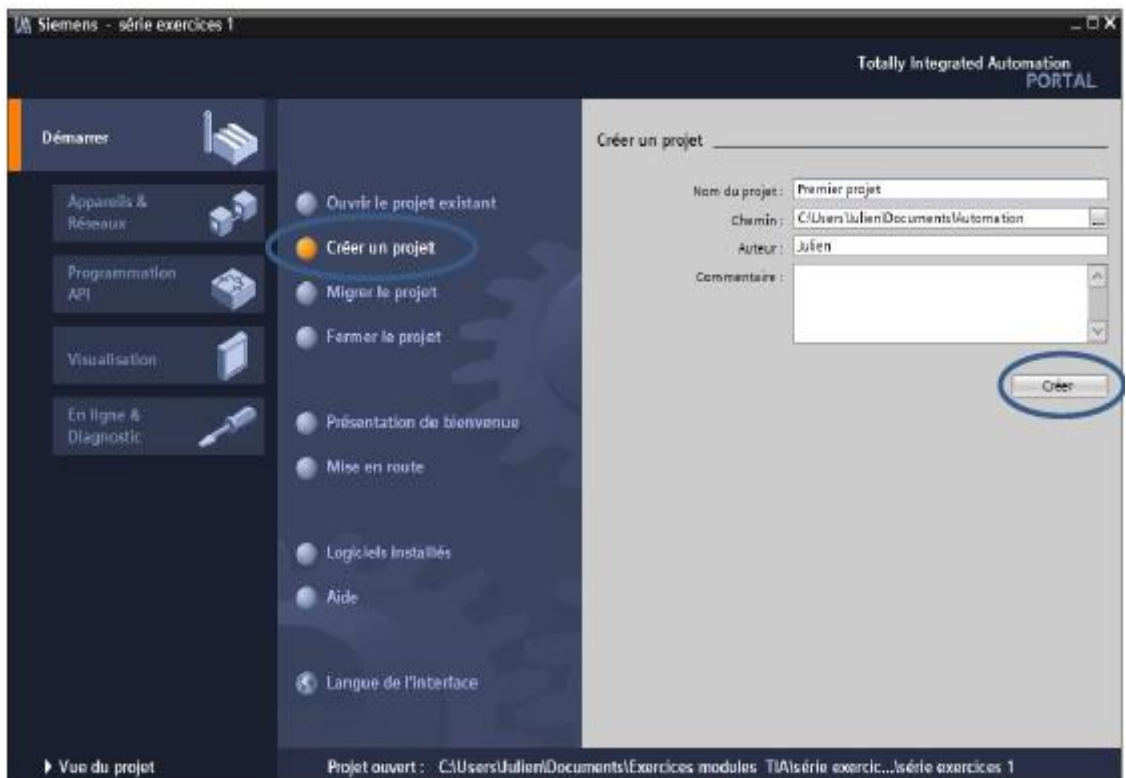 Siemens - série exercices 1
Totally Integrated Automation
PORTAL
Démarrer
Appareils &
Réseaux
Programmation
API
Visualisation
En ligne &
Diagnostic
Ouvrir le projet existant
Créer un projet
Migrer le projet
Fermer le projet
Présentation de bienvenue
Mise en route
Logiciels installés
Aide
Langue de l'interface
Créer un projet
Nom du projet : Premier projet
Chemin : C:\Users\Julien\Documents\Automation ...
Auteur : Julien
Commentaire :
Créer
Vue du projet
Projet ouvert : C:\Users\Julien\Documents\Exercices modules TIA\série exercic...\série exercices 1